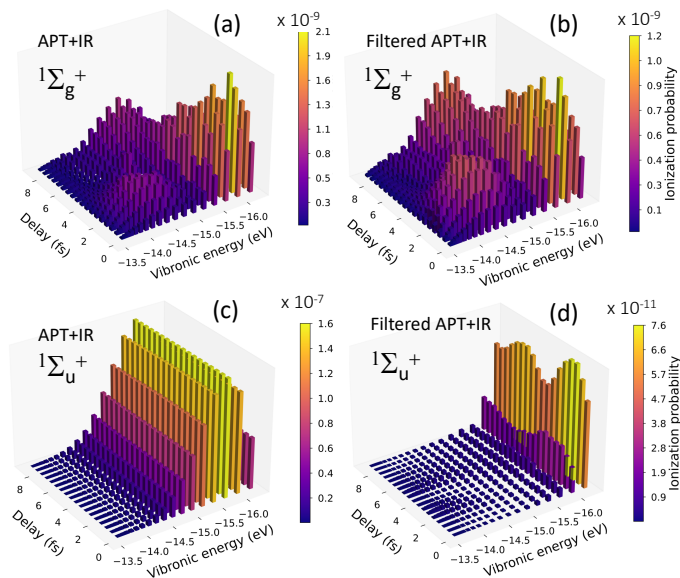 x 10⁻⁹
APT+IR
(a)
¹Σg⁺
2.1
1.8
1.5
1.3
1.1
0.9
0.6
0.3
8
6
4
2
0
Delay (fs)
−13.5
−14.0
−14.5
−15.0
−15.5
−16.0
Vibronic energy (eV)
x 10⁻⁹
Filtered APT+IR
(b)
¹Σg⁺
1.2
1.0
0.9
0.7
0.6
0.4
0.3
0.1
Ionization probability
8
6
4
2
0
Delay (fs)
−13.5
−14.0
−14.5
−15.0
−15.5
−16.0
Vibronic energy (eV)
x 10⁻⁷
APT+IR
(c)
¹Σu⁺
1.6
1.4
1.2
1.0
0.8
0.6
0.4
0.2
8
6
4
2
0
Delay (fs)
−13.5
−14.0
−14.5
−15.0
−15.5
−16.0
Vibronic energy (eV)
x 10⁻¹¹
Filtered APT+IR
(d)
¹Σu⁺
7.6
6.8
5.8
4.8
3.9
2.9
1.7
0.9
Ionization probability
8
6
4
2
0
Delay (fs)
−13.5
−14.0
−14.5
−15.0
−15.5
−16.0
Vibronic energy (eV)